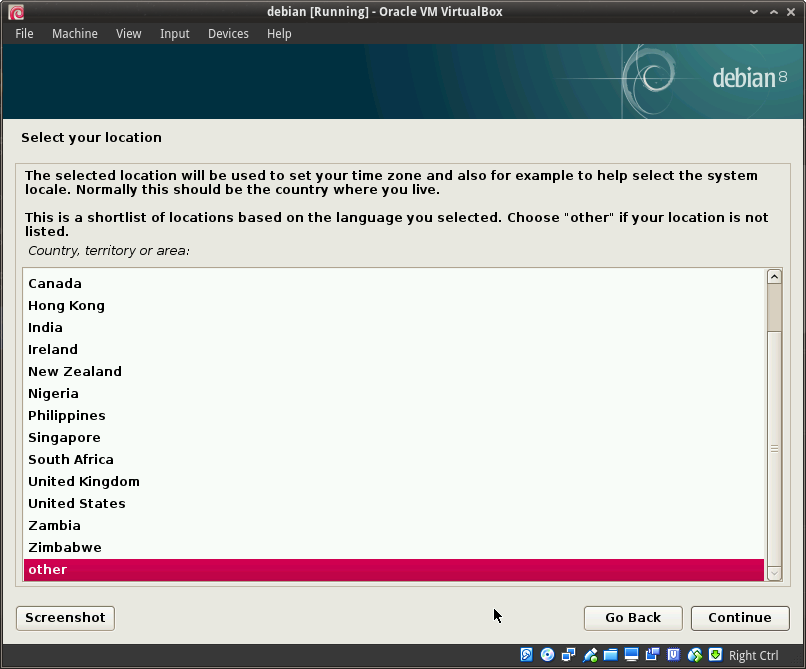 debian [Running] - Oracle VM VirtualBox
File Machine View Input Devices Help
debian 8
Select your location
The selected location will be used to set your time zone and also for example to help select the system
locale. Normally this should be the country where you live.
This is a shortlist of locations based on the language you selected. Choose "other" if your location is not
listed.
Country, territory or area:
Canada
Hong Kong
India
Ireland
New Zealand
Nigeria
Philippines
Singapore
South Africa
United Kingdom
United States
Zambia
Zimbabwe
other
Screenshot Go Back Continue
Right Ctrl